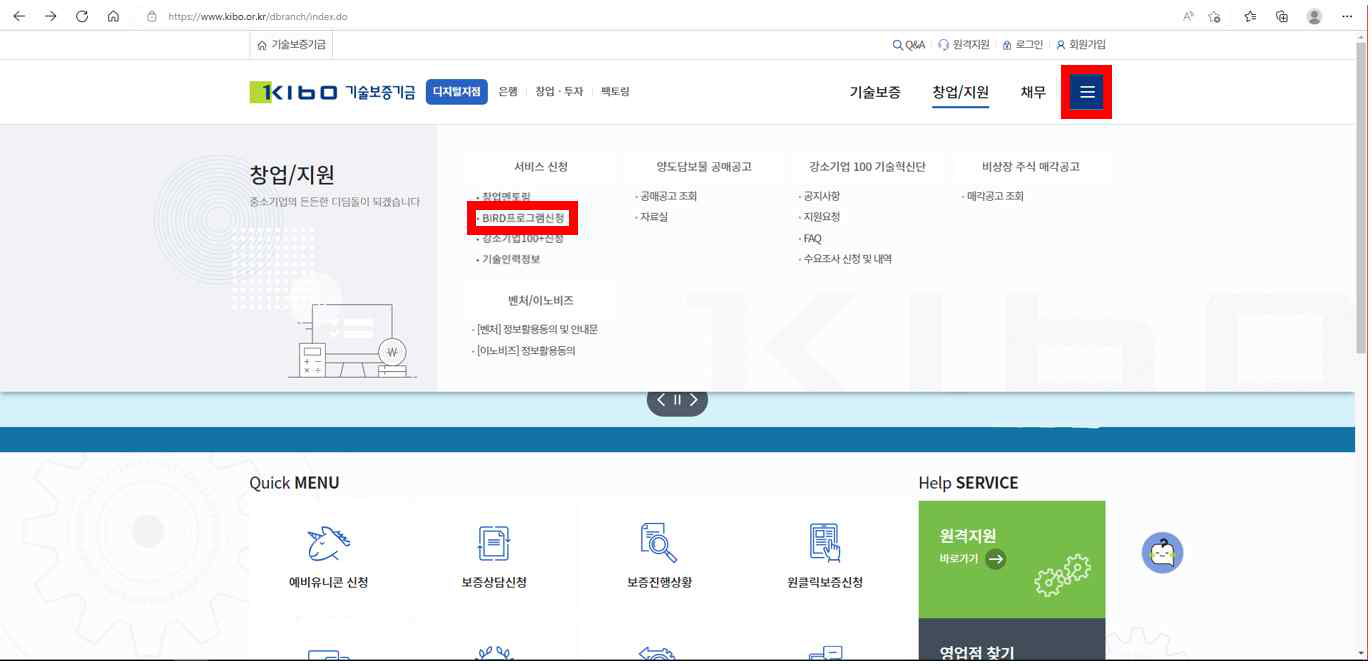 https://www.kibo.or.kr/dbranch/index.do
기술보증기금
Q&A 원격지원 로그인 회원가입
KIBO 기술보증기금 디지털지점 은행 창업 · 투자 팩토링 기술보증 창업/지원 채무
창업/지원
중소기업의 든든한 디딤돌이 되겠습니다
서비스 신청
· 창업멘토링
· BIRD프로그램신청
· 강소기업100+신청
· 기술인력정보
양도담보물 공매공고
· 공매공고 조회
· 자료실
강소기업 100 기술혁신단
· 공지사항
· 지원요청
· FAQ
· 수요조사 신청 및 내역
비상장 주식 매각공고
· 매각공고 조회
벤처/이노비즈
· [벤처] 정보활용동의 및 안내문
· [이노비즈] 정보활용동의
kibo
Quick MENU
예비유니콘 신청
보증상담신청
보증진행상황
원클릭보증신청
Help SERVICE
원격지원
바로가기
영업점 찾기